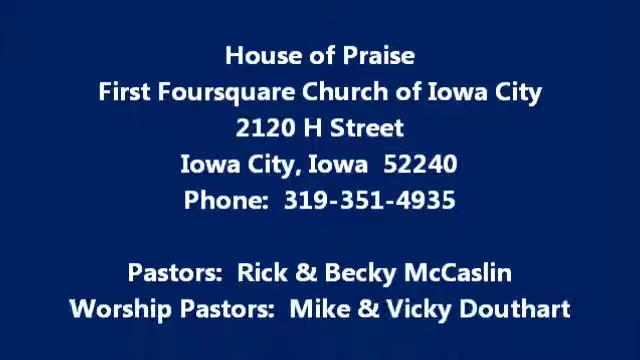 House of Praise
First Foursquare Church of Iowa City
2120 H Street
Iowa City, Iowa  52240
Phone:  319-351-4935
Pastors:  Rick & Becky McCaslin
Worship Pastors:  Mike & Vicky Douthart